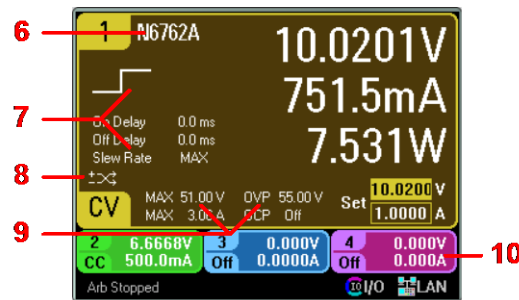 6
1 N6762A
10.0201V
7
751.5mA
On Delay 0.0 ms
Off Delay 0.0 ms
Slew Rate MAX
7.531W
8
CV
MAX 51.00 V OVP 55.00 V
MAX 3.06 A OCP Off
Set 10.0200 V
1.0000 A
9
2 6.6668V
CC 500.0mA
3 0.000V
Off 0.0000A
4 0.000V
Off 0.000A
10
Arb Stopped
IO I/O LAN